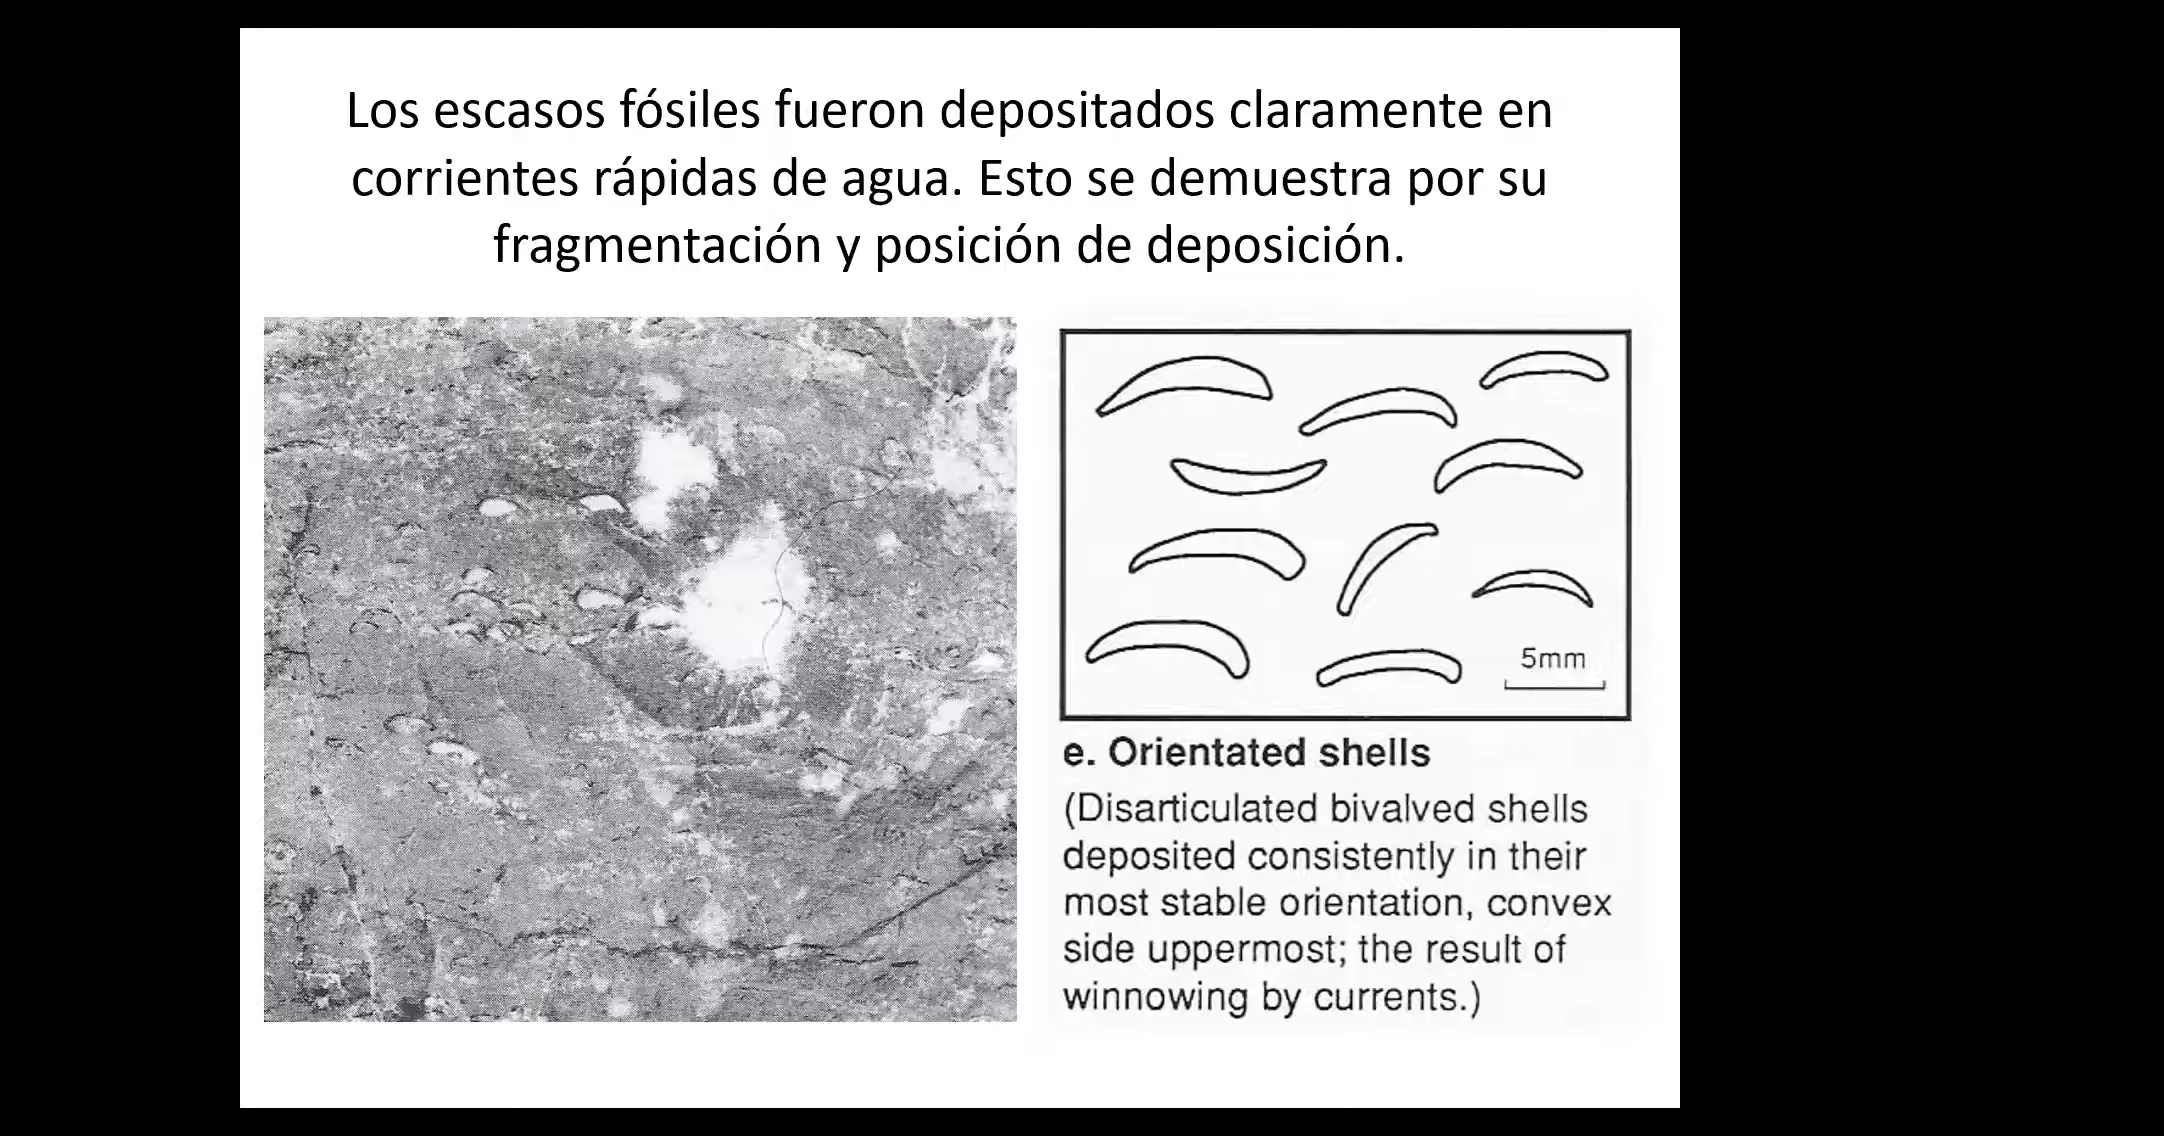 Los escasos fósiles fueron depositados claramente en
corrientes rápidas de agua. Esto se demuestra por su
fragmentación y posición de deposición.
5mm
e. Orientated shells
(Disarticulated bivalved shells
deposited consistently in their
most stable orientation, convex
side uppermost; the result of
winnowing by currents.)